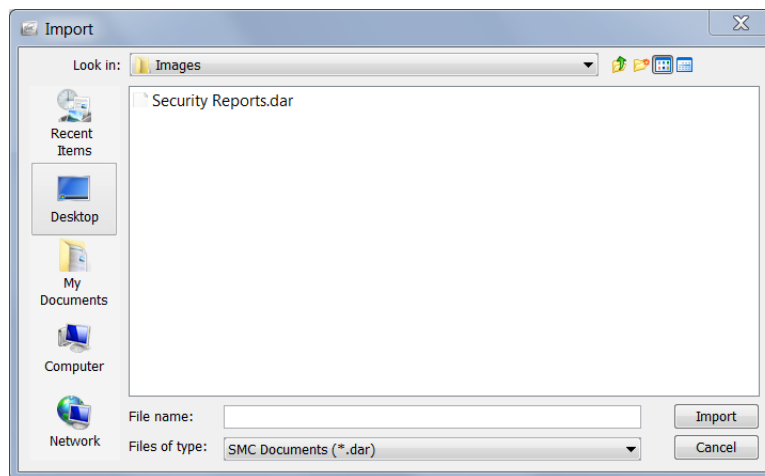 Import
Look in: Images
Security Reports.dar
Recent
Items
Desktop
My
Documents
Computer
Network
File name:
Import
Files of type: SMC Documents (*.dar)
Cancel